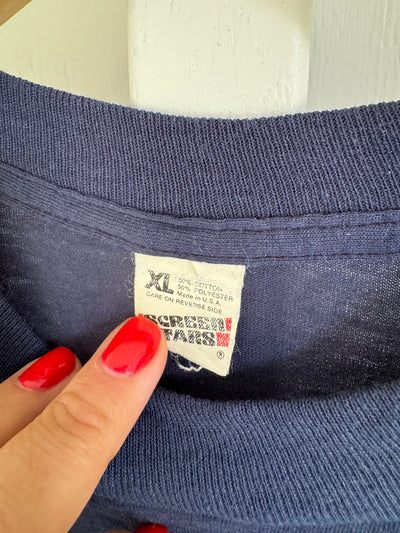 XL
50% COTTON
50% POLYESTER
Made in U.S.A.
CARE ON REVERSE SIDE
SCREEN
STARS
®